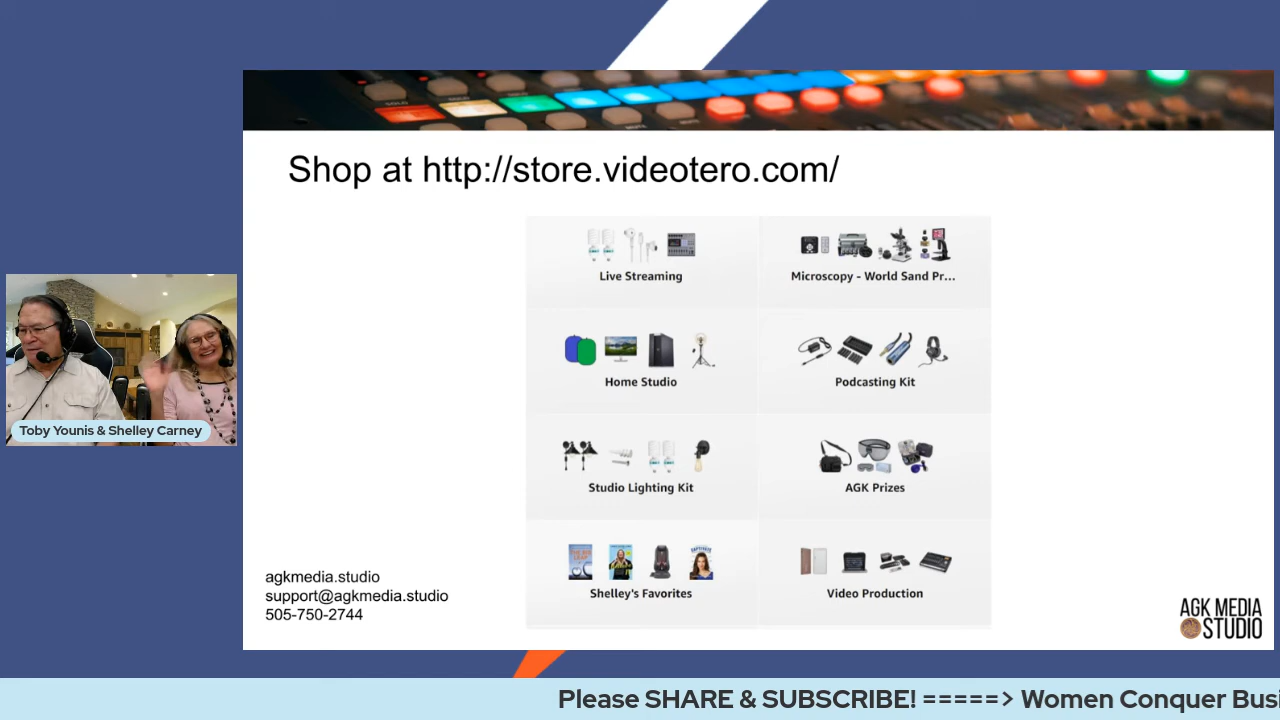 Shop at http://store.videotero.com/
Live Streaming
Microscopy - World Sand Pr...
Home Studio
Podcasting Kit
Studio Lighting Kit
AGK Prizes
Shelley's Favorites
Video Production
Toby Younis & Shelley Carney
agkmedia.studio
support@agkmedia.studio
505-750-2744
AGK MEDIA
STUDIO
Please SHARE & SUBSCRIBE! =====> Women Conquer Busi